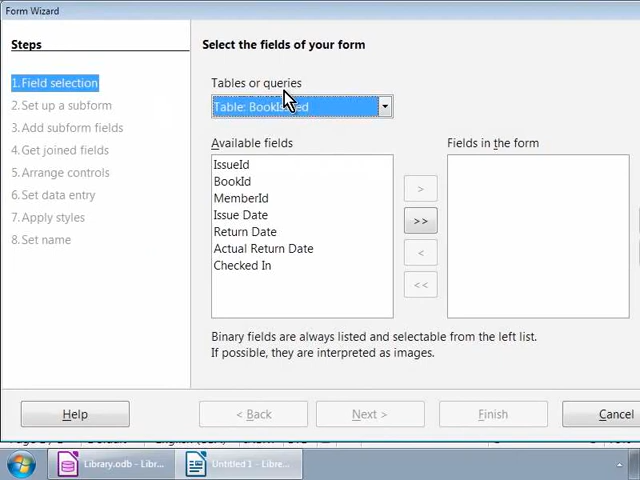 Form Wizard
Steps
Select the fields of your form
1.Field selection
2.Set up a subform
3.Add subform fields
4.Get joined fields
5.Arrange controls
6.Set data entry
7.Apply styles
8.Set name
Tables or queries
Table:
Available fields
Fields in the form
IssueId
BookId
MemberId
Issue Date
Return Date
Actual Return Date
Checked In
>
>>
<
<<
Binary fields are always listed and selectable from the left list.
If possible, they are interpreted as images.
Help
< Back
Next >
Finish
Cancel
Library.odb - Libr...
Untitled 1 - Libre...